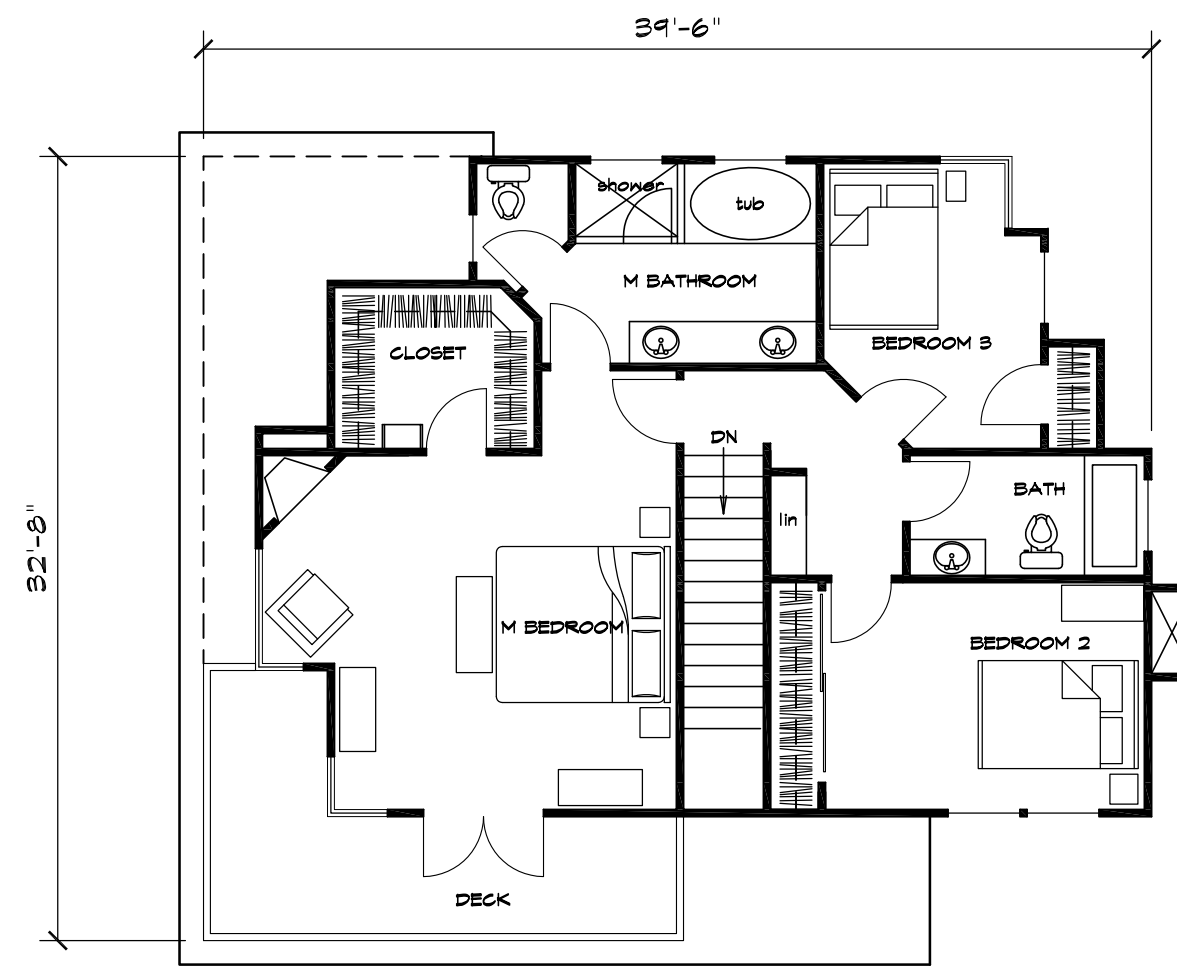 39'-6"
shower
tub
M BATHROOM
BEDROOM 3
CLOSET
DN
BATH
lin
32'-8"
M BEDROOM
BEDROOM 2
DECK